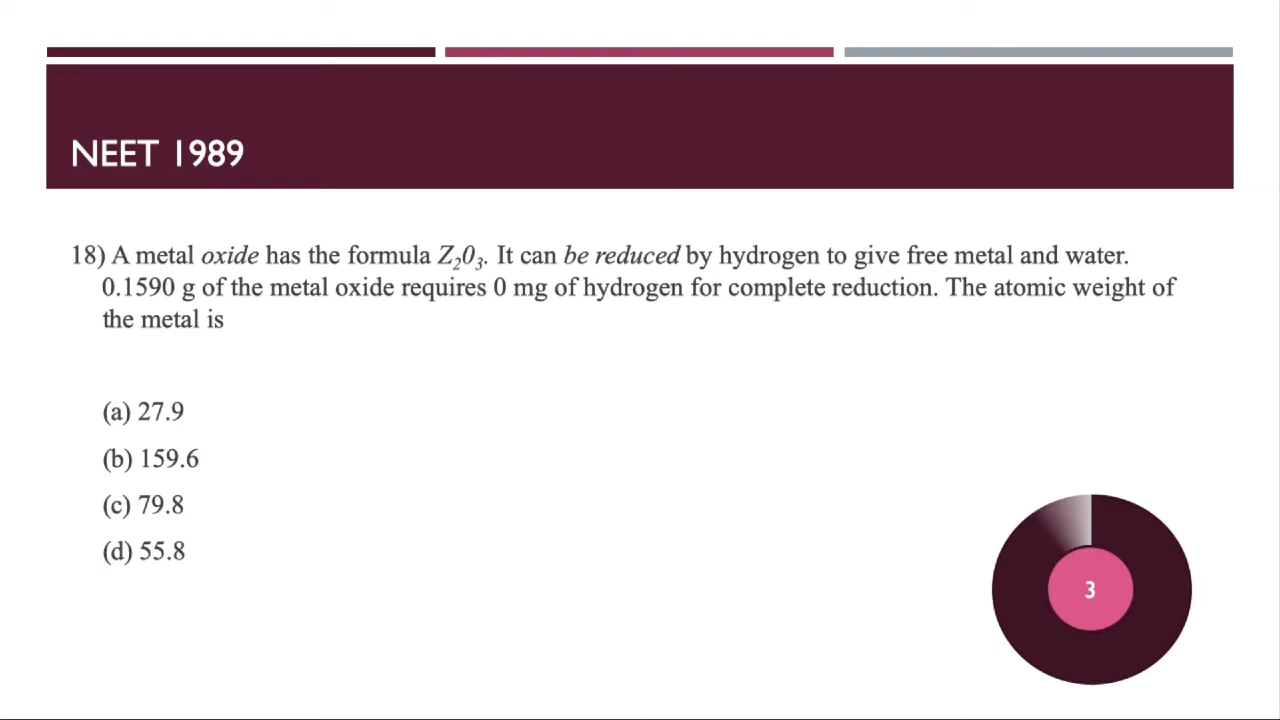 NEET 1989
18) A metal oxide has the formula Z₂0₃. It can be reduced by hydrogen to give free metal and water.
0.1590 g of the metal oxide requires 0 mg of hydrogen for complete reduction. The atomic weight of
the metal is
(a) 27.9
(b) 159.6
(c) 79.8
(d) 55.8
3